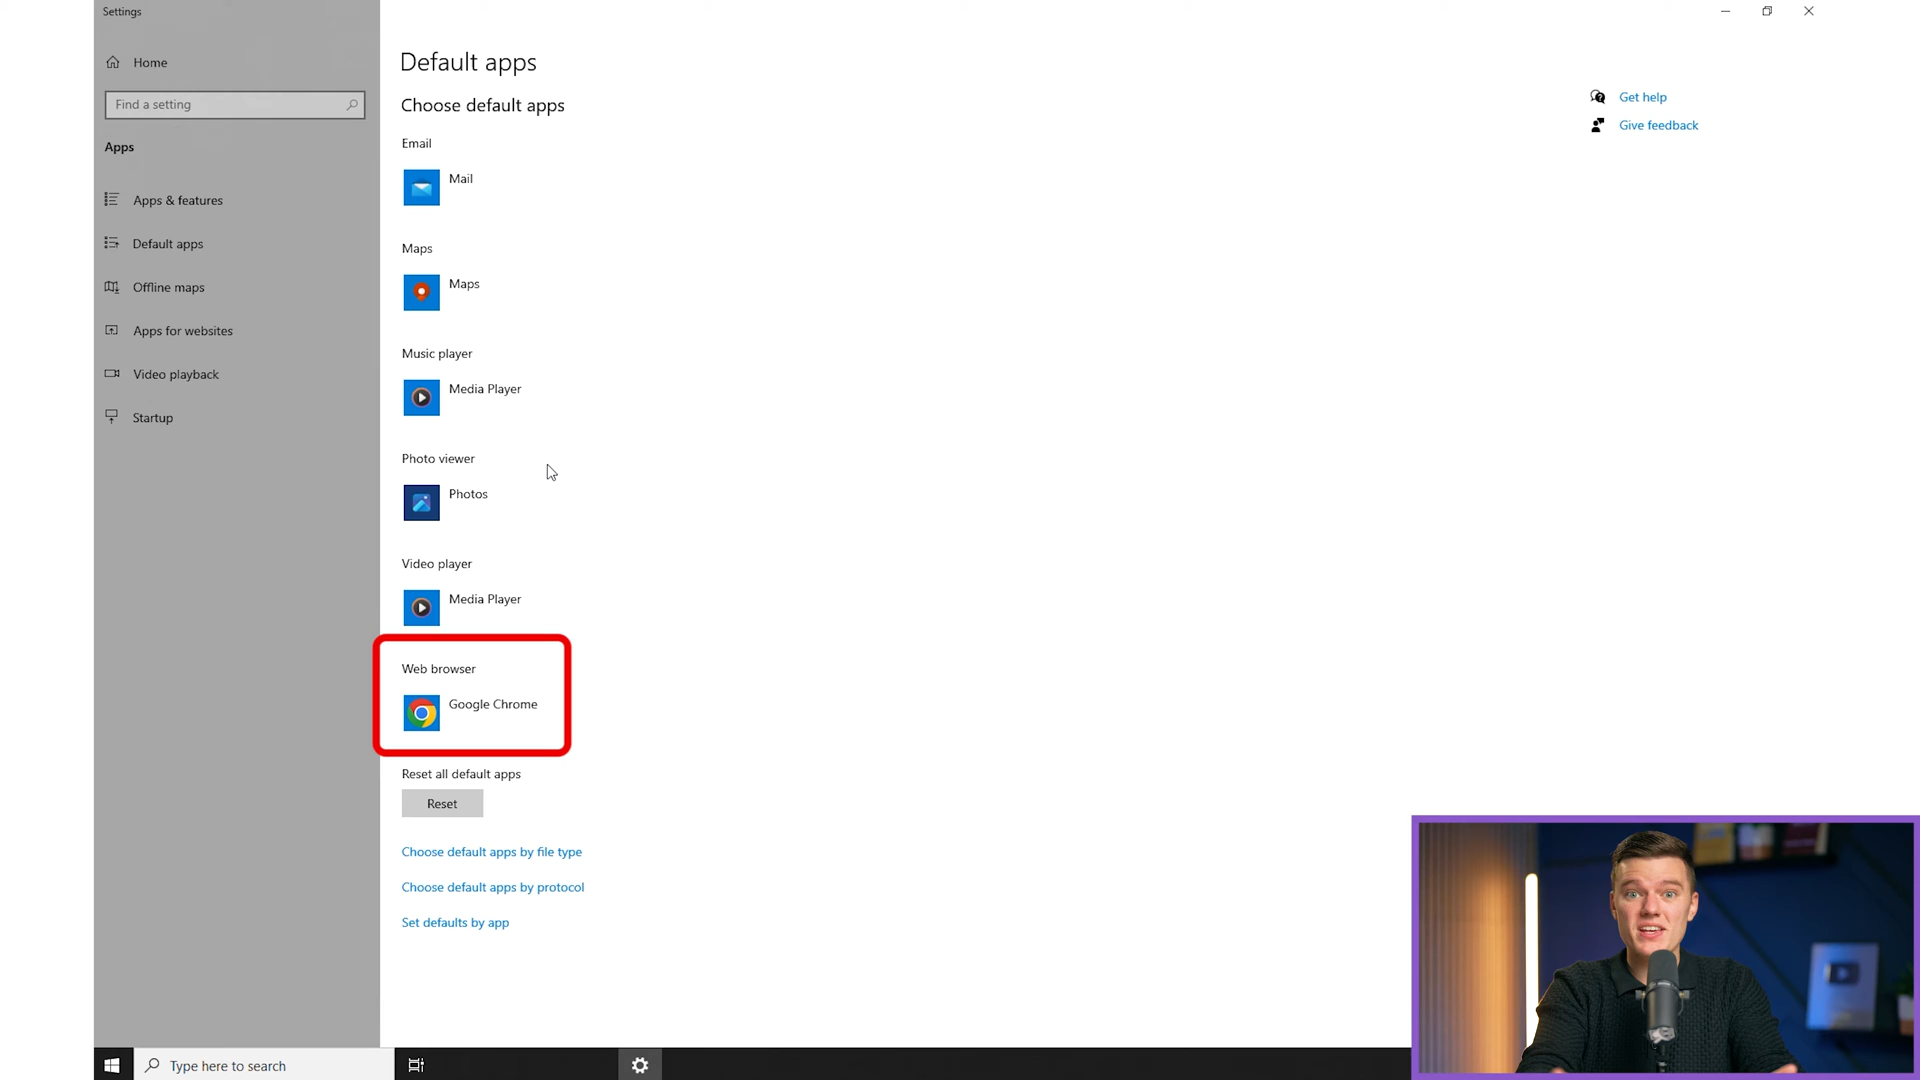 Settings
Home
Find a setting
Apps
Apps & features
Default apps
Offline maps
Apps for websites
Video playback
Startup
Default apps
Choose default apps
Email
Mail
Maps
Maps
Music player
Media Player
Photo viewer
Photos
Video player
Media Player
Web browser
Google Chrome
Reset all default apps
Reset
Choose default apps by file type
Choose default apps by protocol
Set defaults by app
Get help
Give feedback
Type here to search